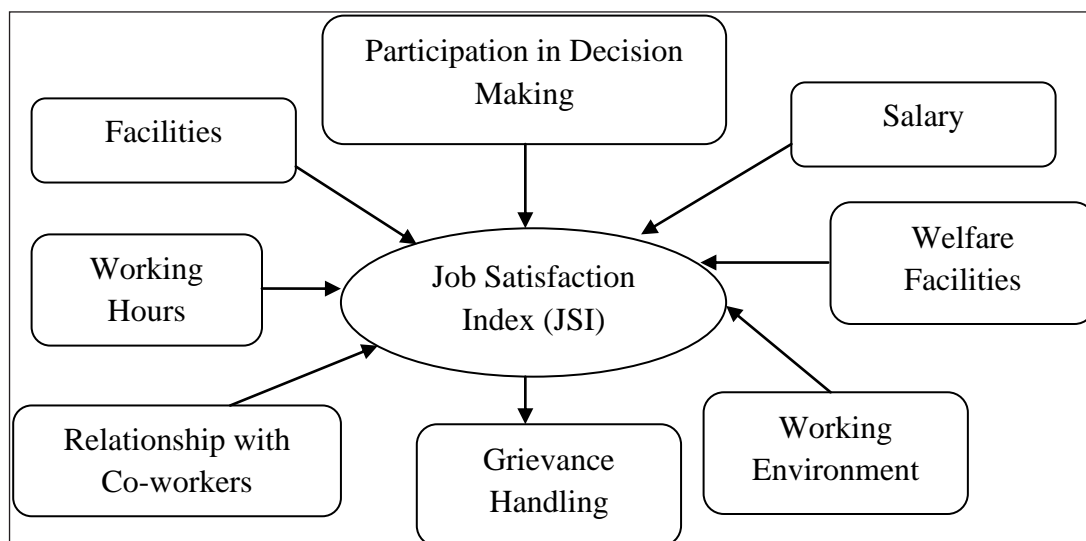 Participation in Decision
Making
Facilities
Salary
Welfare
Facilities
Working
Hours
Job Satisfaction
Index (JSI)
Relationship with
Co-workers
Grievance
Handling
Working
Environment